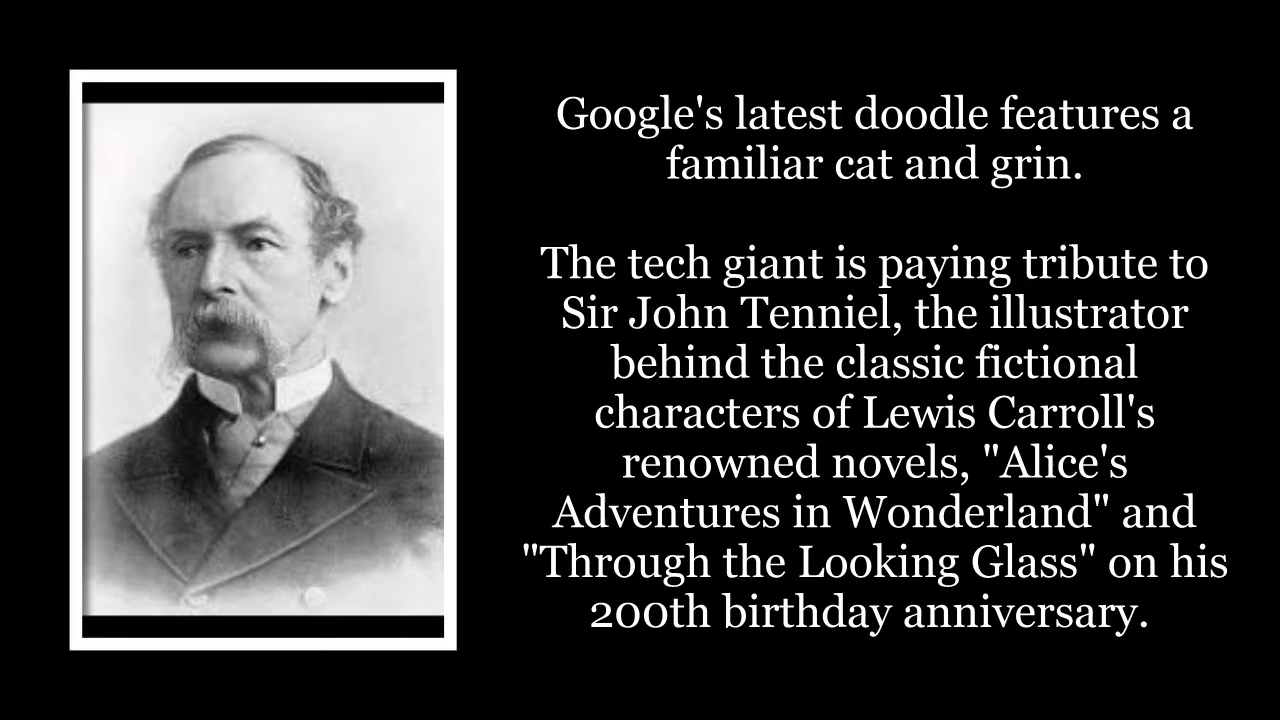 Google's latest doodle features a
familiar cat and grin.
The tech giant is paying tribute to
Sir John Tenniel, the illustrator
behind the classic fictional
characters of Lewis Carroll's
renowned novels, "Alice's
Adventures in Wonderland" and
"Through the Looking Glass" on his
200th birthday anniversary.